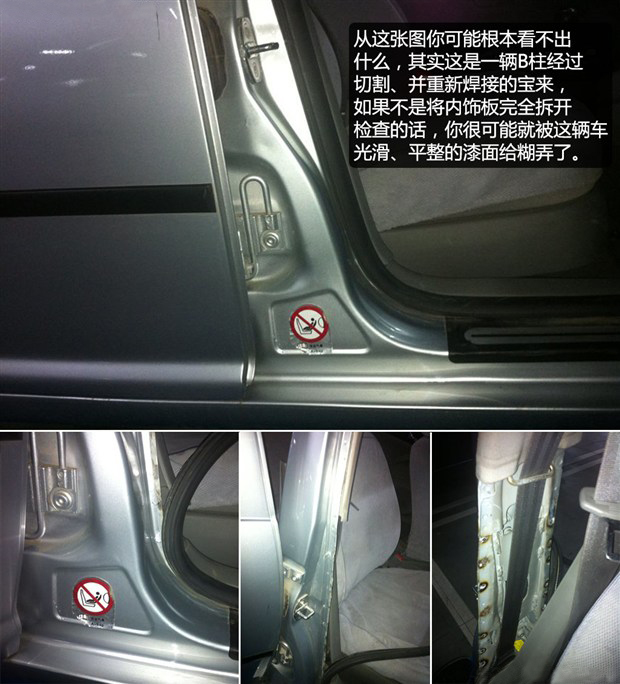 从这张图你可能根本看不出
什么，其实这是一辆B柱经过
切割、并重新焊接的宝来，
如果不是将内饰板完全拆开
检查的话，你很可能就被这辆车
光滑、平整的漆面给糊弄了。